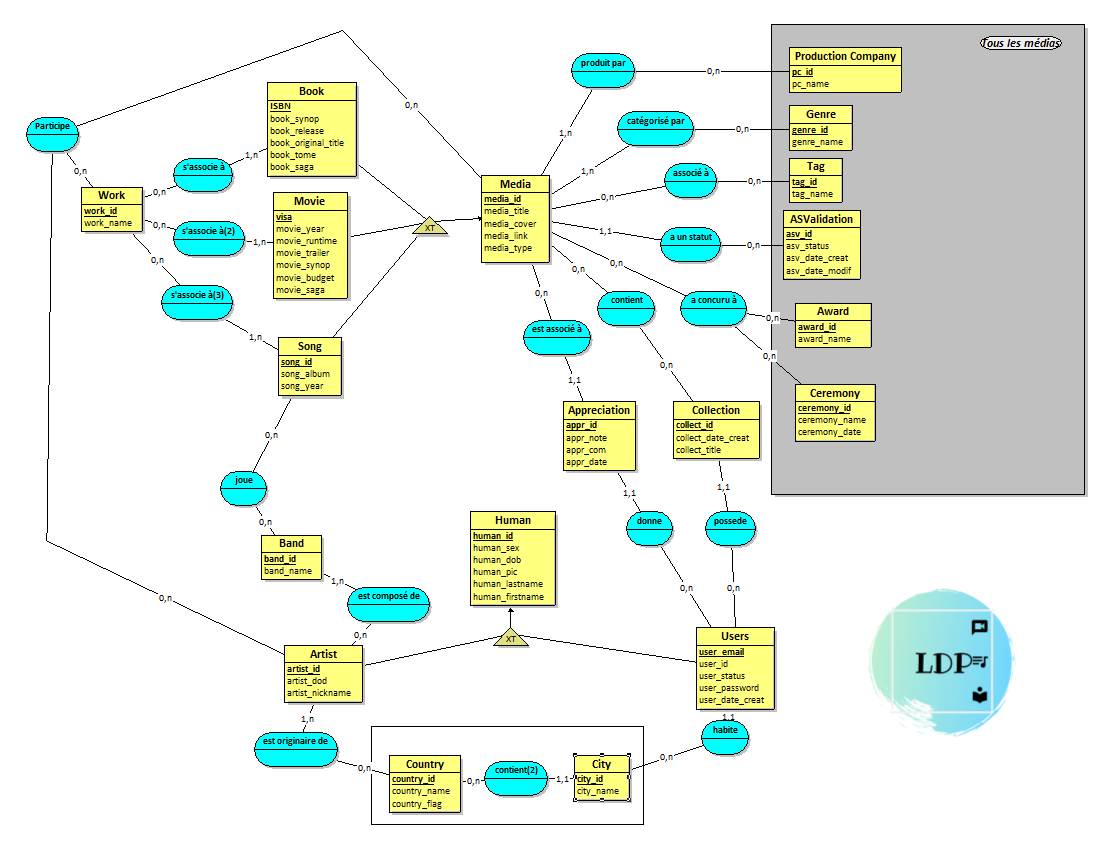 Tous les médias
produit par
Production Company
pc_id
pc_name
0,n
1,n
catégorisé par
Genre
genre_id
genre_name
0,n
1,n
associé à
Tag
tag_id
tag_name
0,n
0,n
a un statut
ASValidation
asv_id
asv_status
asv_date_creat
asv_date_modif
0,n
1,1
Participe
0,n
0,n
0,n
Book
ISBN
book_synop
book_release
book_original_title
book_tome
book_saga
s'associe à
1,n
0,n
Work
work_id
work_name
Movie
visa
movie_year
movie_runtime
movie_trailer
movie_synop
movie_budget
movie_saga
s'associe à(2)
0,n
1,n
s'associe à(3)
0,n
1,n
XT
Media
media_id
media_title
media_cover
media_link
media_type
contient
0,n
0,n
a concuru à
0,n
0,n
0,n
Award
award_id
award_name
Ceremony
ceremony_id
ceremony_name
ceremony_date
est associé à
0,n
1,1
Song
song_id
song_album
song_year
Appreciation
appr_id
appr_note
appr_com
appr_date
Collection
collect_id
collect_date_creat
collect_title
joue
0,n
0,n
Human
human_id
human_sex
human_dob
human_pic
human_lastname
human_firstname
donne
1,1
0,n
possede
1,1
0,n
Band
band_id
band_name
est composé de
1,n
0,n
XT
Artist
artist_id
artist_dod
artist_nickname
Users
user_email
user_id
user_status
user_password
user_date_creat
LDP
est originaire de
1,n
0,n
habite
1,1
0,n
Country
country_id
country_name
country_flag
contient(2)
0,n
1,1
City
city_id
city_name